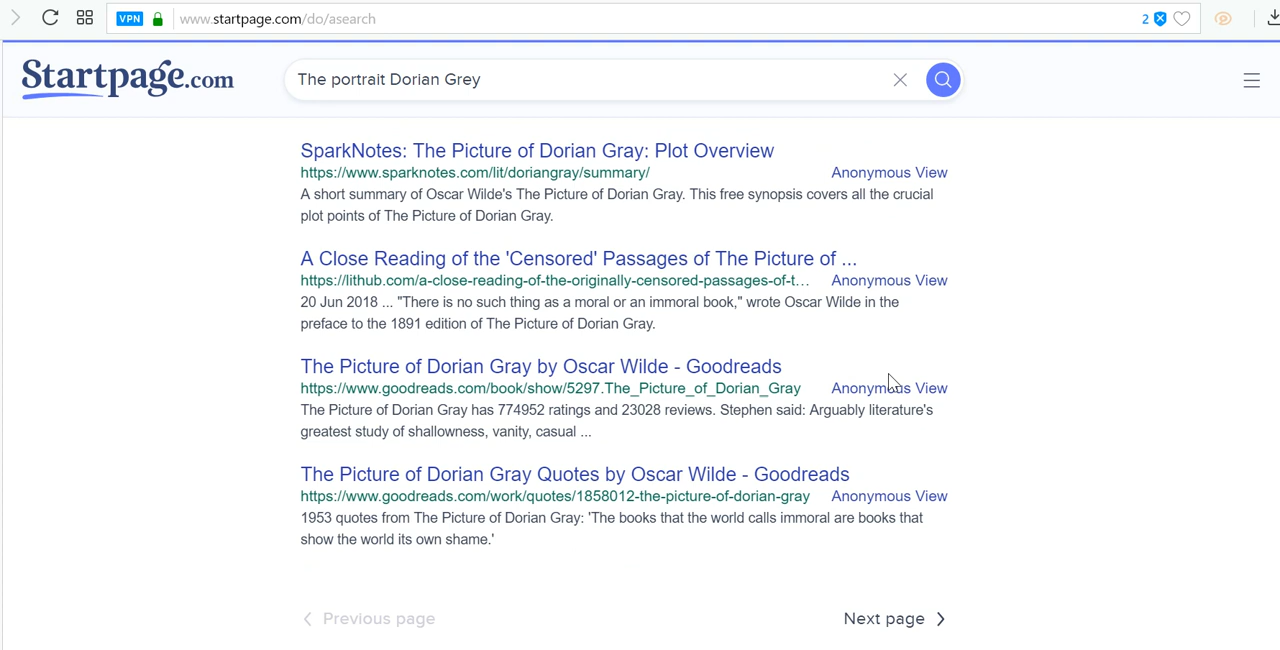 VPN www.startpage.com/do/asearch 2
Startpage.com The portrait Dorian Grey
SparkNotes: The Picture of Dorian Gray: Plot Overview
https://www.sparknotes.com/lit/doriangray/summary/ Anonymous View
A short summary of Oscar Wilde's The Picture of Dorian Gray. This free synopsis covers all the crucial
plot points of The Picture of Dorian Gray.
A Close Reading of the 'Censored' Passages of The Picture of ...
https://lithub.com/a-close-reading-of-the-originally-censored-passages-of-t... Anonymous View
20 Jun 2018 ... "There is no such thing as a moral or an immoral book," wrote Oscar Wilde in the
preface to the 1891 edition of The Picture of Dorian Gray.
The Picture of Dorian Gray by Oscar Wilde - Goodreads
https://www.goodreads.com/book/show/5297.The_Picture_of_Dorian_Gray Anonymous View
The Picture of Dorian Gray has 774952 ratings and 23028 reviews. Stephen said: Arguably literature's
greatest study of shallowness, vanity, casual ...
The Picture of Dorian Gray Quotes by Oscar Wilde - Goodreads
https://www.goodreads.com/work/quotes/1858012-the-picture-of-dorian-gray Anonymous View
1953 quotes from The Picture of Dorian Gray: 'The books that the world calls immoral are books that
show the world its own shame.'
Previous page Next page